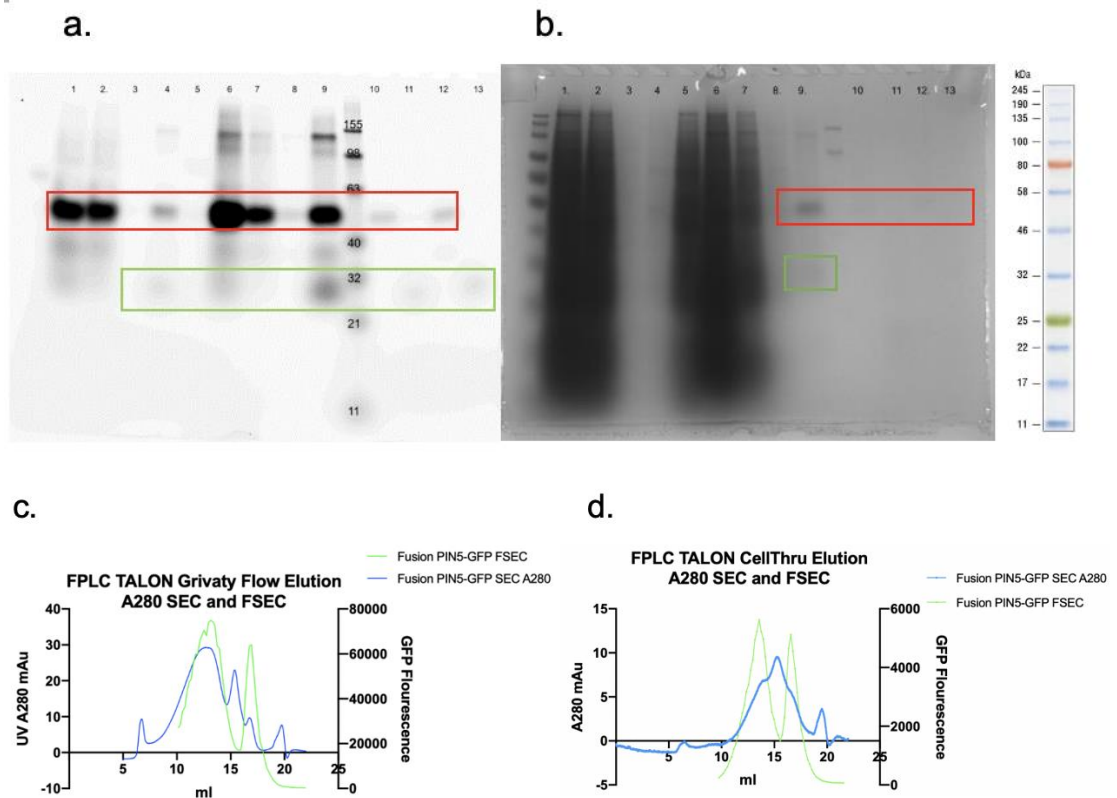 a.
b.
1 2 3 4 5 6 7 8 9 10 11 12 13
155
98
63
40
32
21
11
1. 2. 3 4 5 6 7 8. 9. 10 11 12. 13
kDa
245
190
135
100
80
58
46
32
25
22
17
11
c.
FPLC TALON Grivaty Flow Elution
A280 SEC and FSEC
Fusion PIN5-GFP FSEC
Fusion PIN5-GFP SEC A280
UV A280 mAu
40
30
20
10
0
-10
5 10 15 20 25
ml
80000
60000
40000
20000
0
GFP Flourescence
d.
FPLC TALON CellThru Elution
A280 SEC and FSEC
Fusion PIN5-GFP SEC A280
Fusion PIN5-GFP FSEC
A280 mAu
15
10
5
0
-5
5 10 15 20 25
ml
6000
4000
2000
0
GFP Flourescence